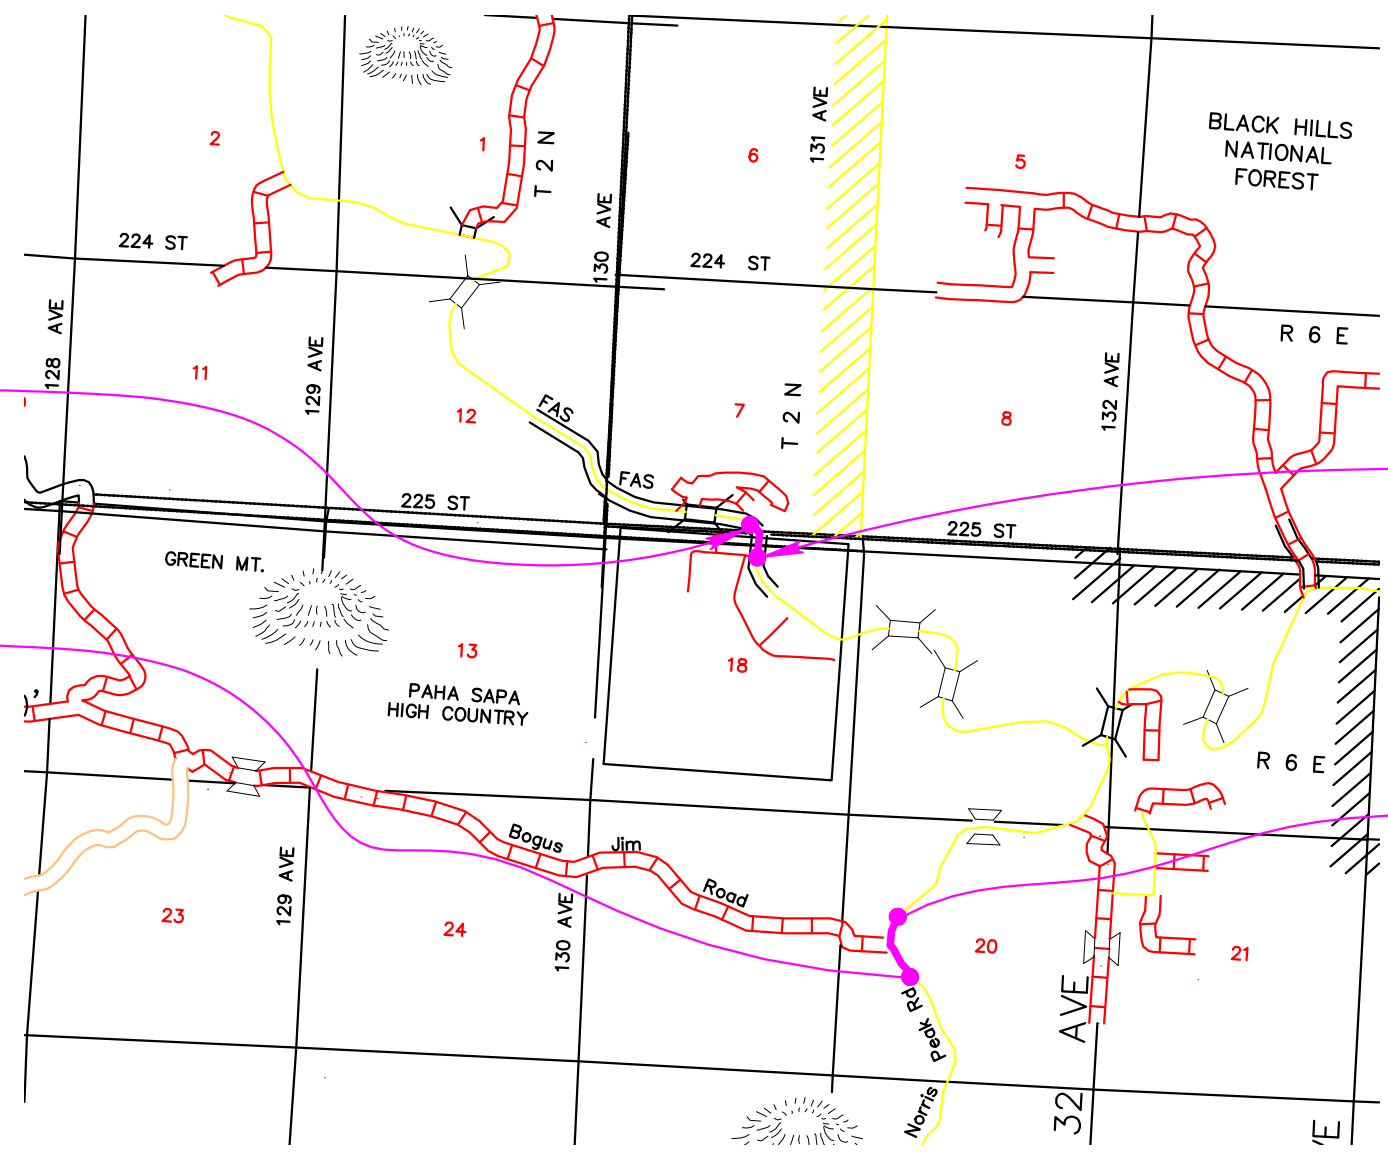 2
1
T 2 N
6
131 AVE
5
BLACK HILLS
NATIONAL
FOREST
224 ST
130 AVE
224 ST
R 6 E
128 AVE
11
129 AVE
12
FAS
7
T 2 N
8
132 AVE
FAS
225 ST
225 ST
GREEN MT.
13
18
PAHA SAPA
HIGH COUNTRY
R 6 E
Bogus Jim Road
23
129 AVE
24
130 AVE
20
21
Norris Peak Rd
32 AVE
VE